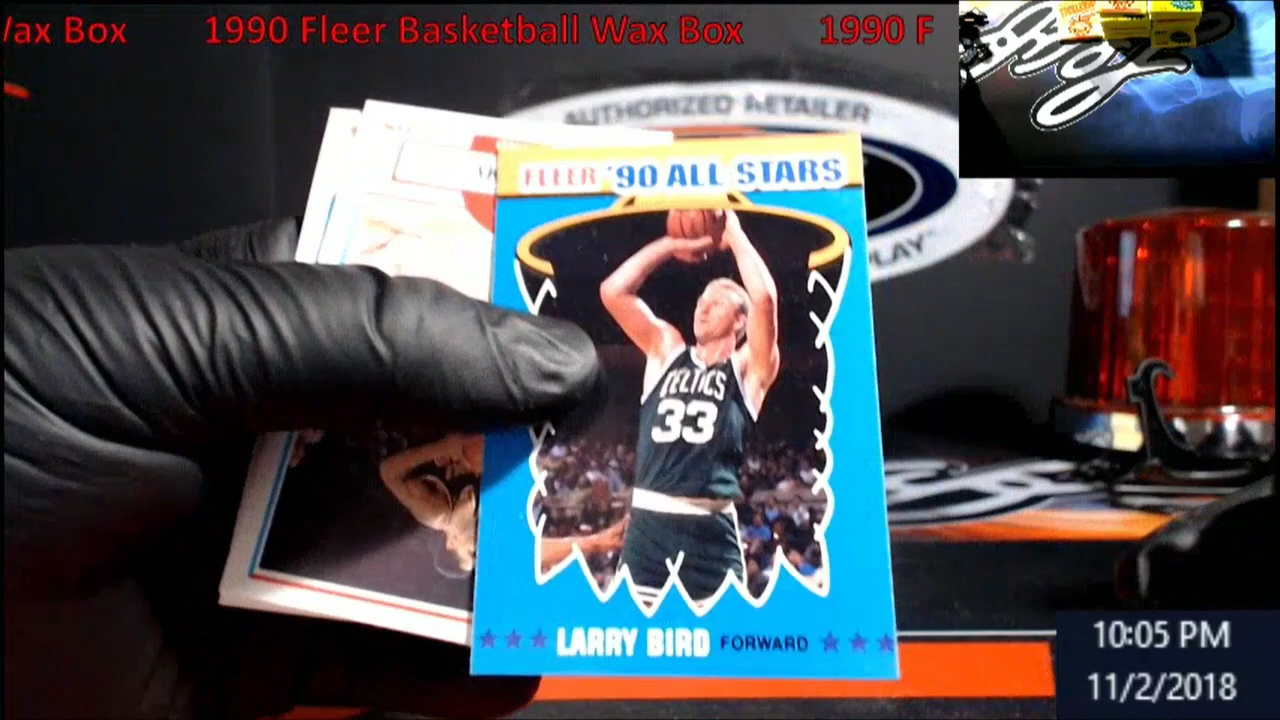 Wax Box 1990 Fleer Basketball Wax Box 1990 F
AUTHORIZED RETAILER
PLAY
FLEER '90 ALL STARS
CELTICS
33
LARRY BIRD FORWARD
10:05 PM
11/2/2018